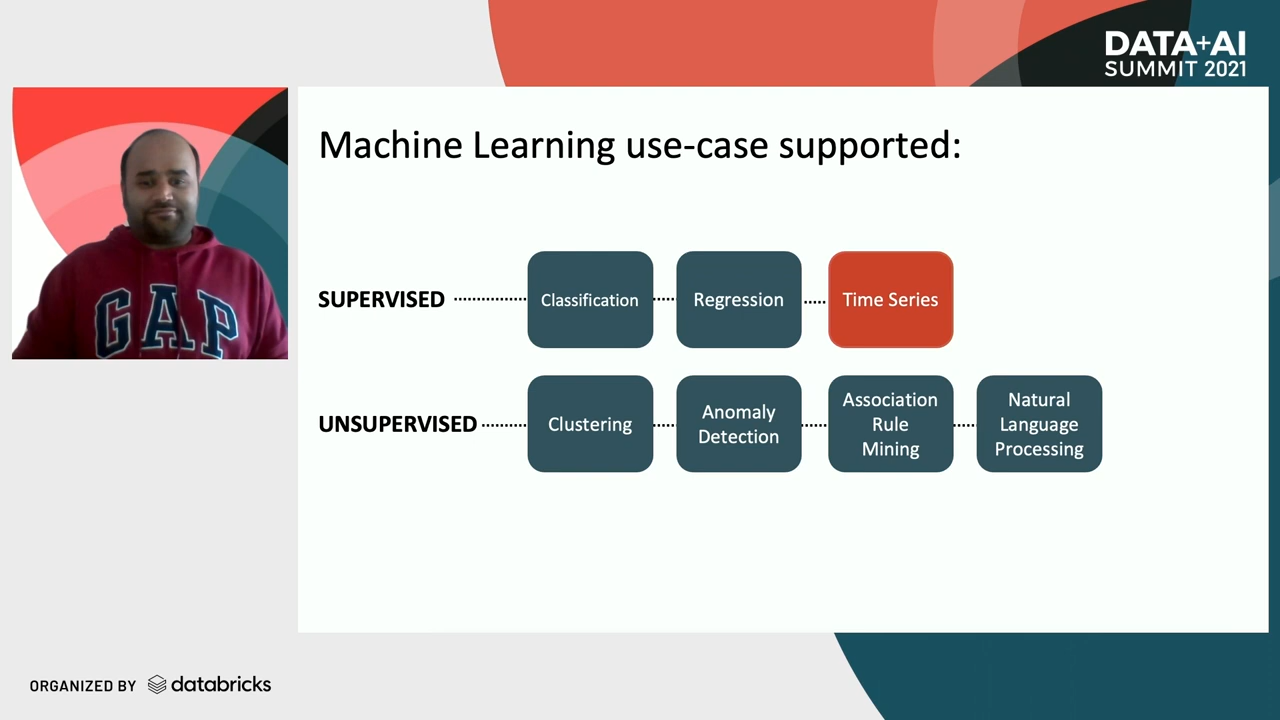 DATA+AI
SUMMIT 2021
GAP
Machine Learning use-case supported:
SUPERVISED
Classification
Regression
Time Series
UNSUPERVISED
Clustering
Anomaly
Detection
Association
Rule
Mining
Natural
Language
Processing
ORGANIZED BY databricks